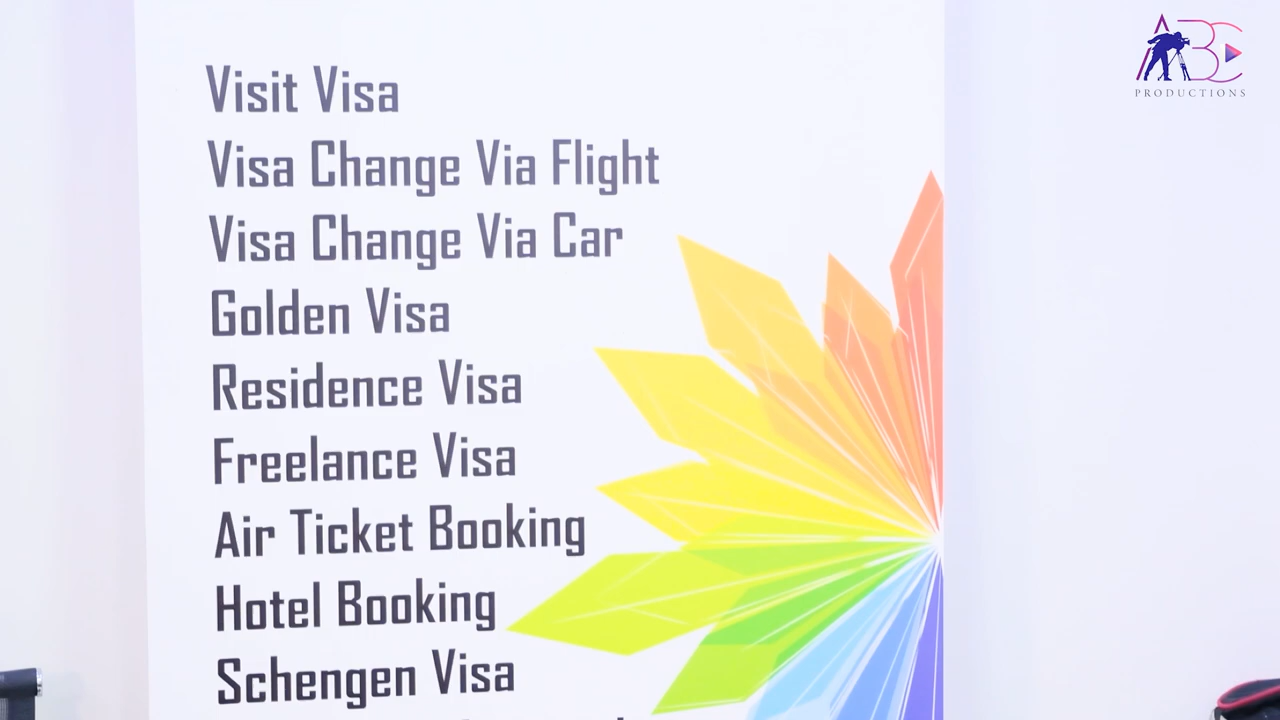 Visit Visa
Visa Change Via Flight
Visa Change Via Car
Golden Visa
Residence Visa
Freelance Visa
Air Ticket Booking
Hotel Booking
Schengen Visa
ABC
PRODUCTIONS